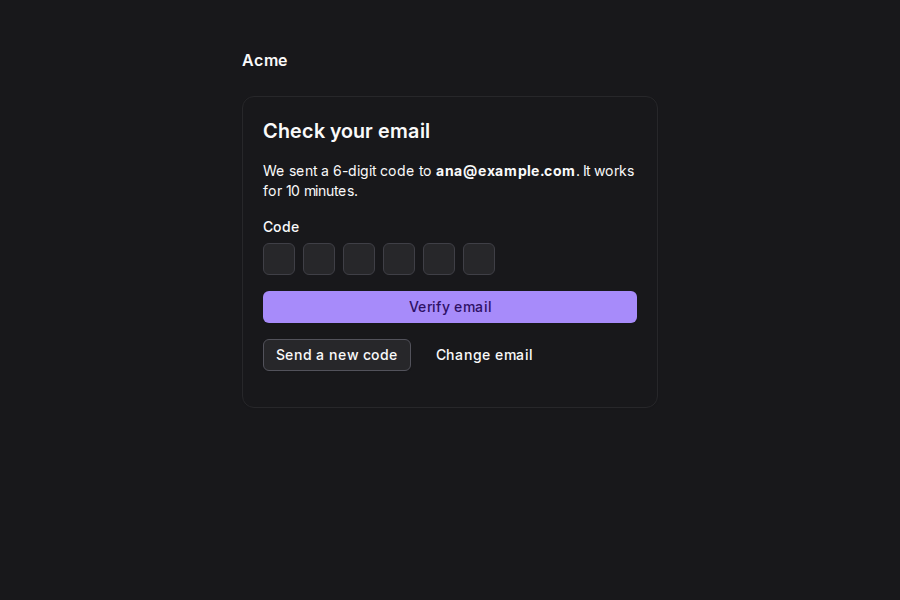 Acme
Check your email
We sent a 6-digit code to ana@example.com. It works
for 10 minutes.
Code
Verify email
Send a new code
Change email